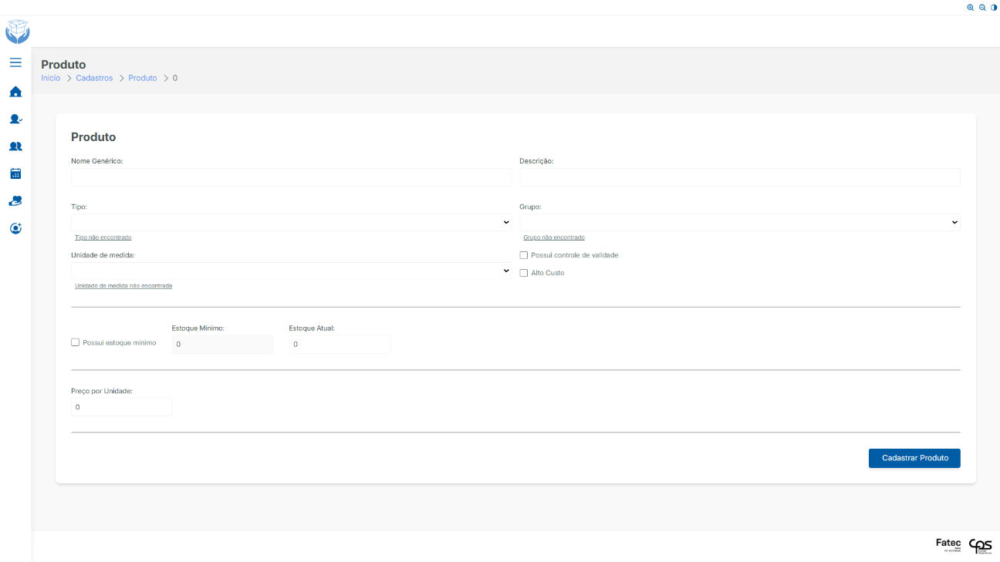 Produto
Início > Cadastros > Produto > 0
Produto
Nome Genérico:
Descrição:
Tipo:
Grupo:
Tipo não encontrado
Grupo não encontrado
Unidade de medida:
Possui controle de validade
Alto Custo
Unidade de medida não encontrada
Estoque Mínimo:
Estoque Atual:
Possui estoque mínimo
0
0
Preço por Unidade:
0
Cadastrar Produto
Fatec
CPS